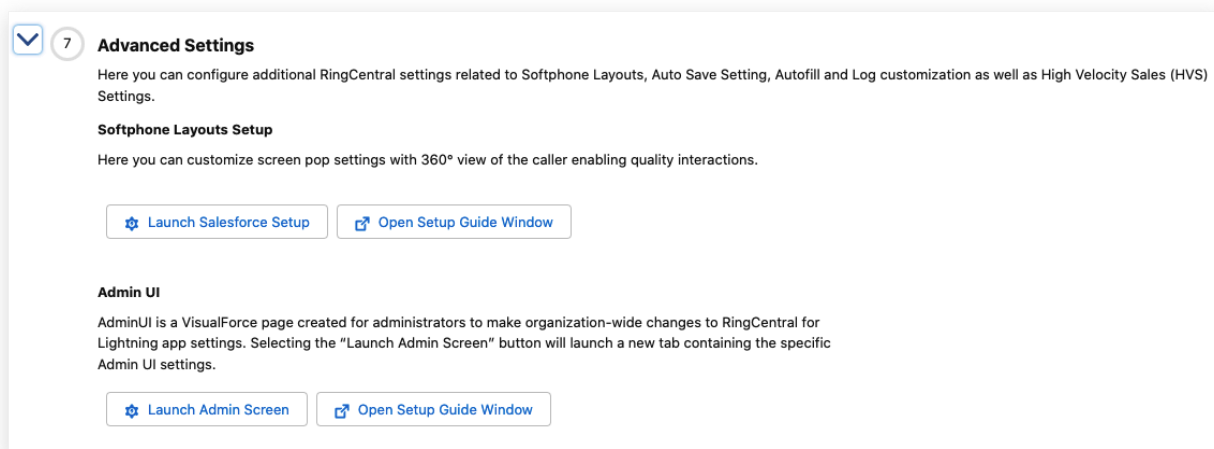 7
Advanced Settings
Here you can configure additional RingCentral settings related to Softphone Layouts, Auto Save Setting, Autofill and Log customization as well as High Velocity Sales (HVS)
Settings.
Softphone Layouts Setup
Here you can customize screen pop settings with 360° view of the caller enabling quality interactions.
Launch Salesforce Setup
Open Setup Guide Window
Admin UI
AdminUI is a VisualForce page created for administrators to make organization-wide changes to RingCentral for
Lightning app settings. Selecting the “Launch Admin Screen” button will launch a new tab containing the specific
Admin UI settings.
Launch Admin Screen
Open Setup Guide Window